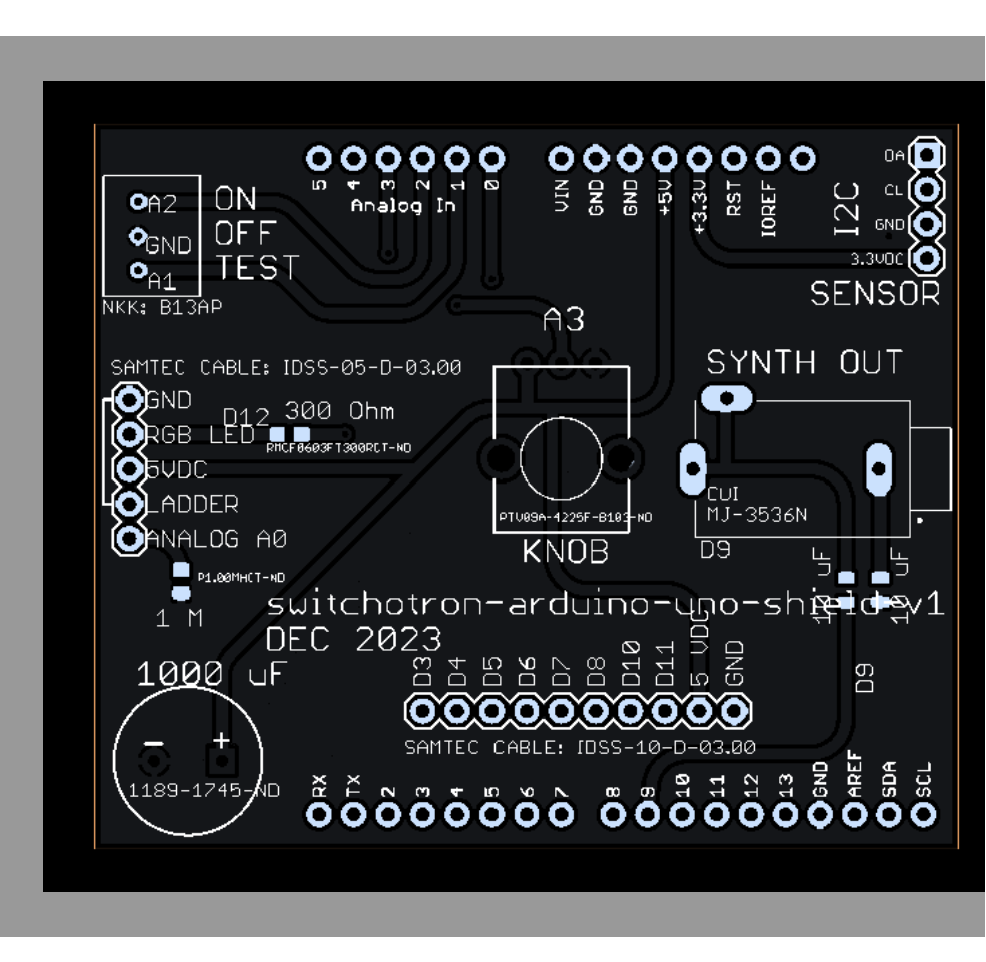 5 4 3 2 1 0
Analog In
VIN GND GND +5V +3.3V RST IOREF
I2C
CL
GND
3.3VDC
SENSOR
A2 ON
GND OFF
A1 TEST
NKK: B13AP
A3
SAMTEC CABLE: IDSS-05-D-03.00
SYNTH OUT
GND
D12 300 Ohm
RGB LED
RMCF0603FT300RCT-ND
5VDC
LADDER
ANALOG A0
CUI
MJ-3536N
PTV09A-4225F-B103-ND
KNOB
D9
P1.00MHCT-ND
1 M
10 uF 10 uF
switchotron-arduino-uno-shield-v1
DEC 2023
1000 uF
D3 D4 D5 D6 D7 D8 D10 D11 5 VDC GND
D9
- +
SAMTEC CABLE: IDSS-10-D-03.00
1189-1745-ND
RX TX 2 3 4 5 6 7 8 9 10 11 12 13 GND AREF SDA SCL